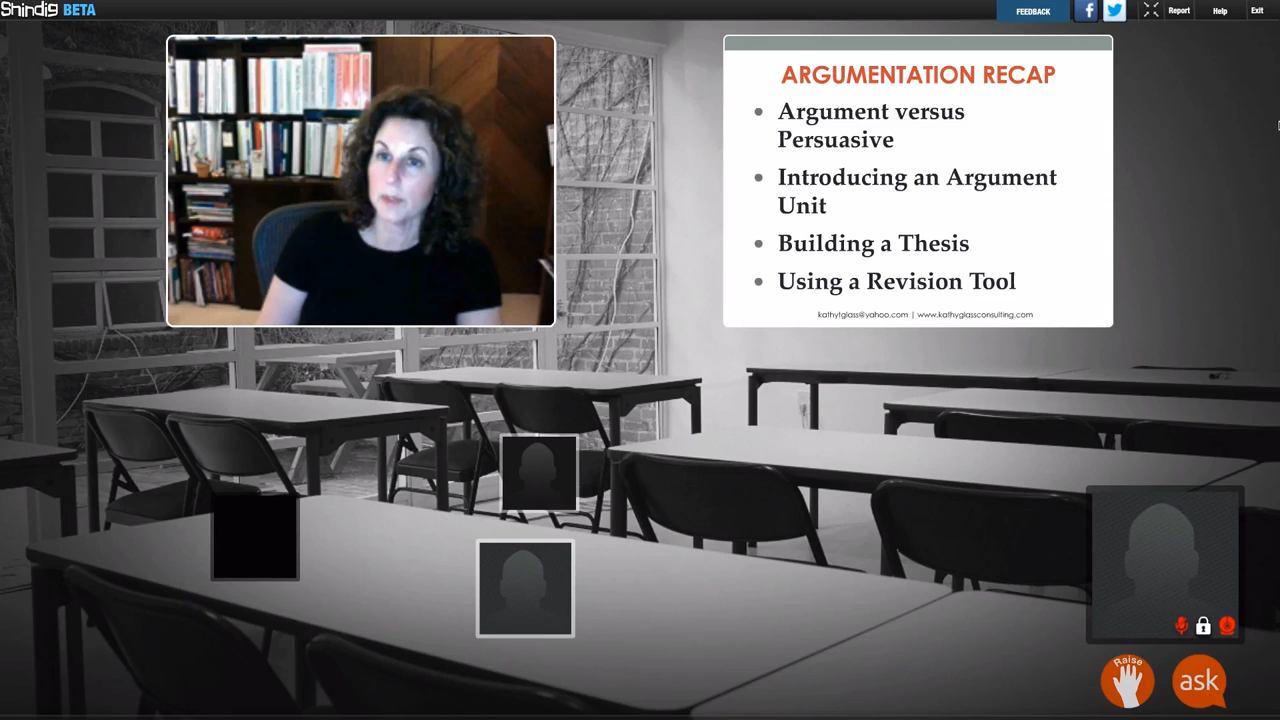 Shindig BETA
FEEDBACK
Report
Help
Exit
ARGUMENTATION RECAP
• Argument versus
Persuasive
• Introducing an Argument
Unit
• Building a Thesis
• Using a Revision Tool
kathytglass@yahoo.com | www.kathyglassconsulting.com
Raise
ask